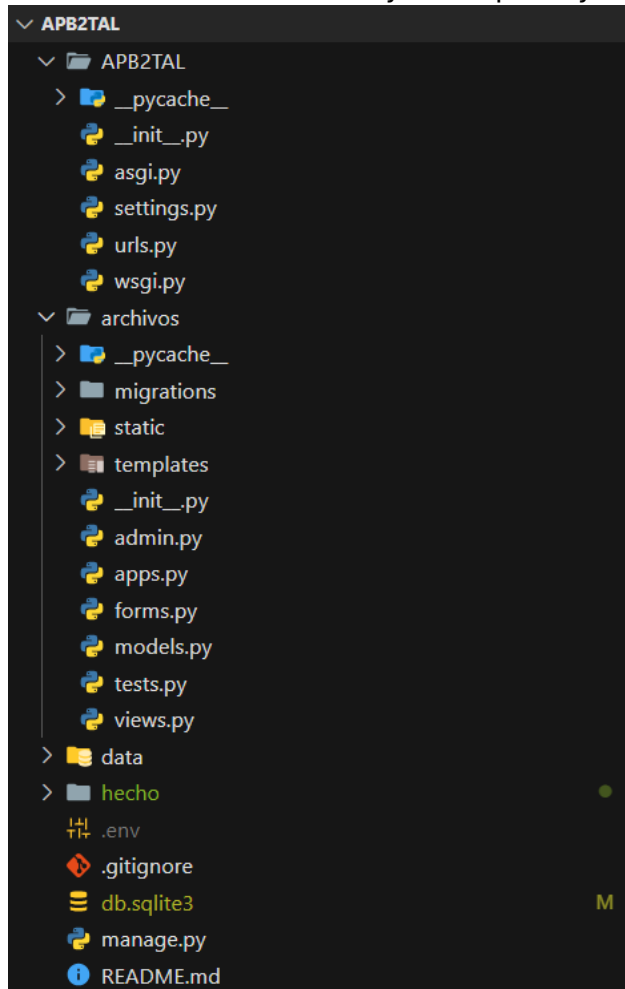 APB2TAL
APB2TAL
__pycache__
__init__.py
asgi.py
settings.py
urls.py
wsgi.py
archivos
__pycache__
migrations
static
templates
__init__.py
admin.py
apps.py
forms.py
models.py
tests.py
views.py
data
hecho
.env
.gitignore
db.sqlite3 M
manage.py
README.md